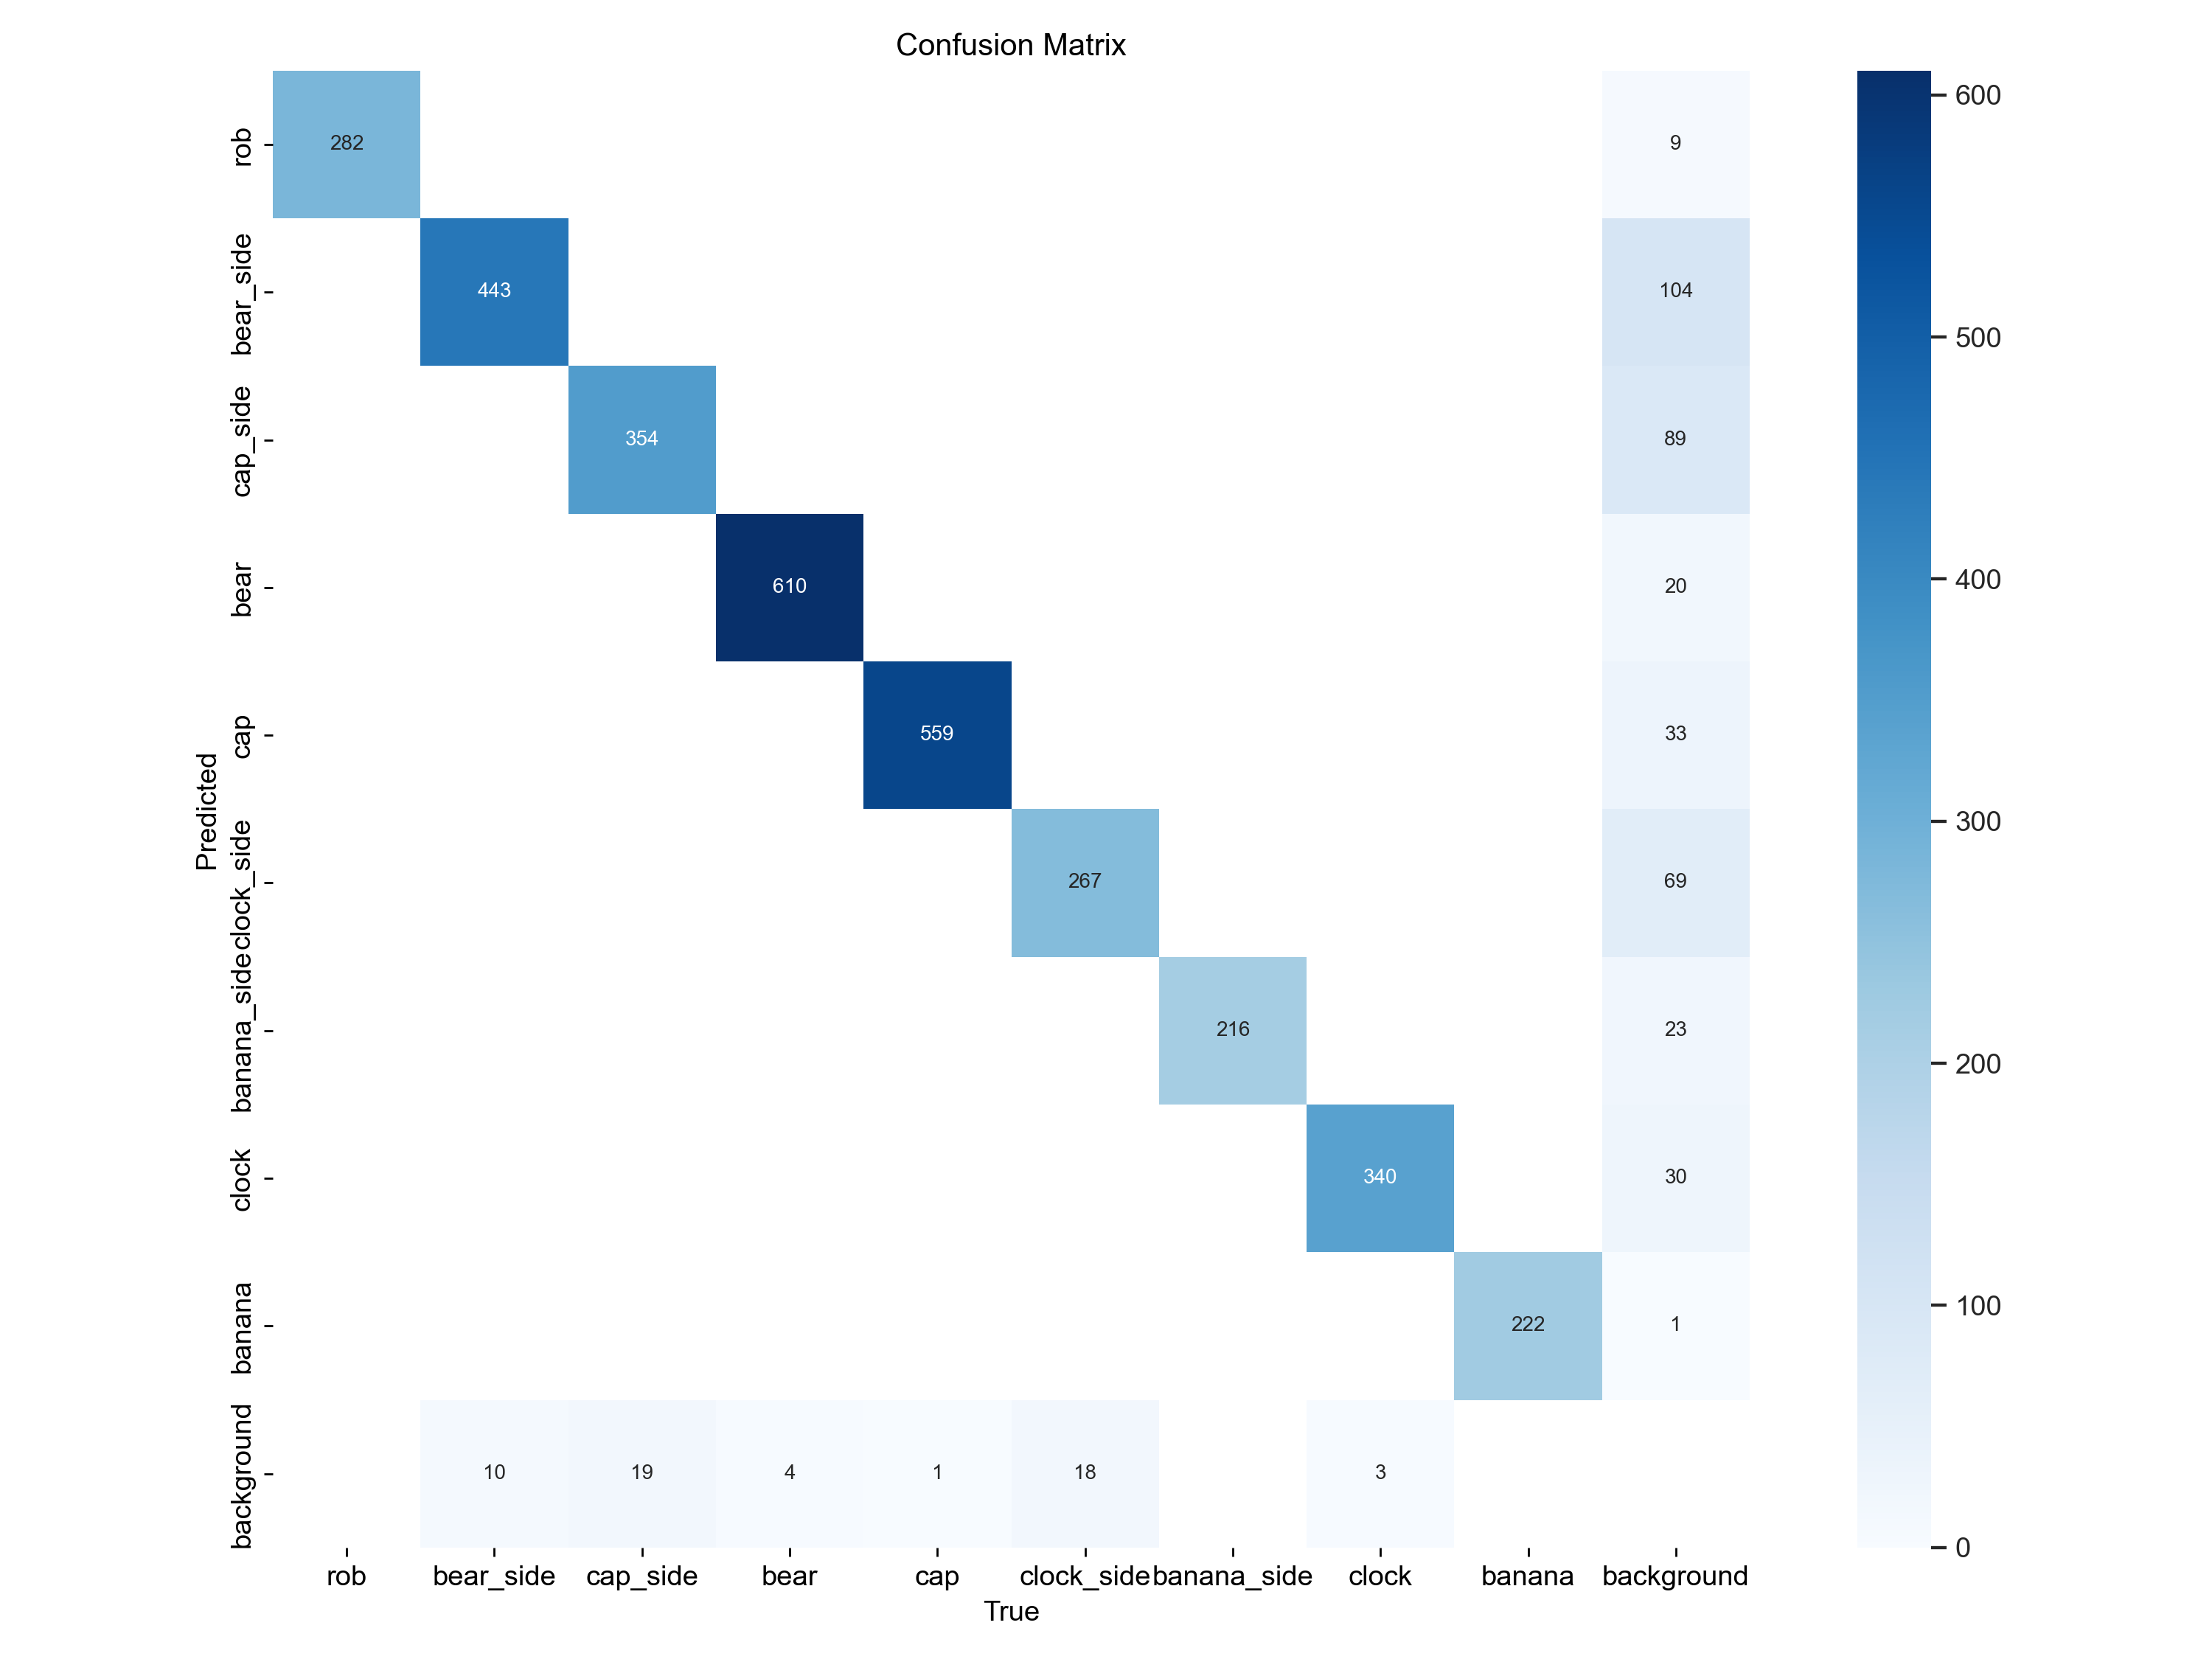 Confusion Matrix
rob
282
9
600
bear_side
443
104
500
cap_side
354
89
bear
610
20
400
cap
559
33
Predicted
clock_side
267
69
300
banana_side
216
23
200
clock
340
30
banana
222
1
100
background
10
19
4
1
18
3
0
rob bear_side cap_side bear cap clock_side banana_side clock banana background
True